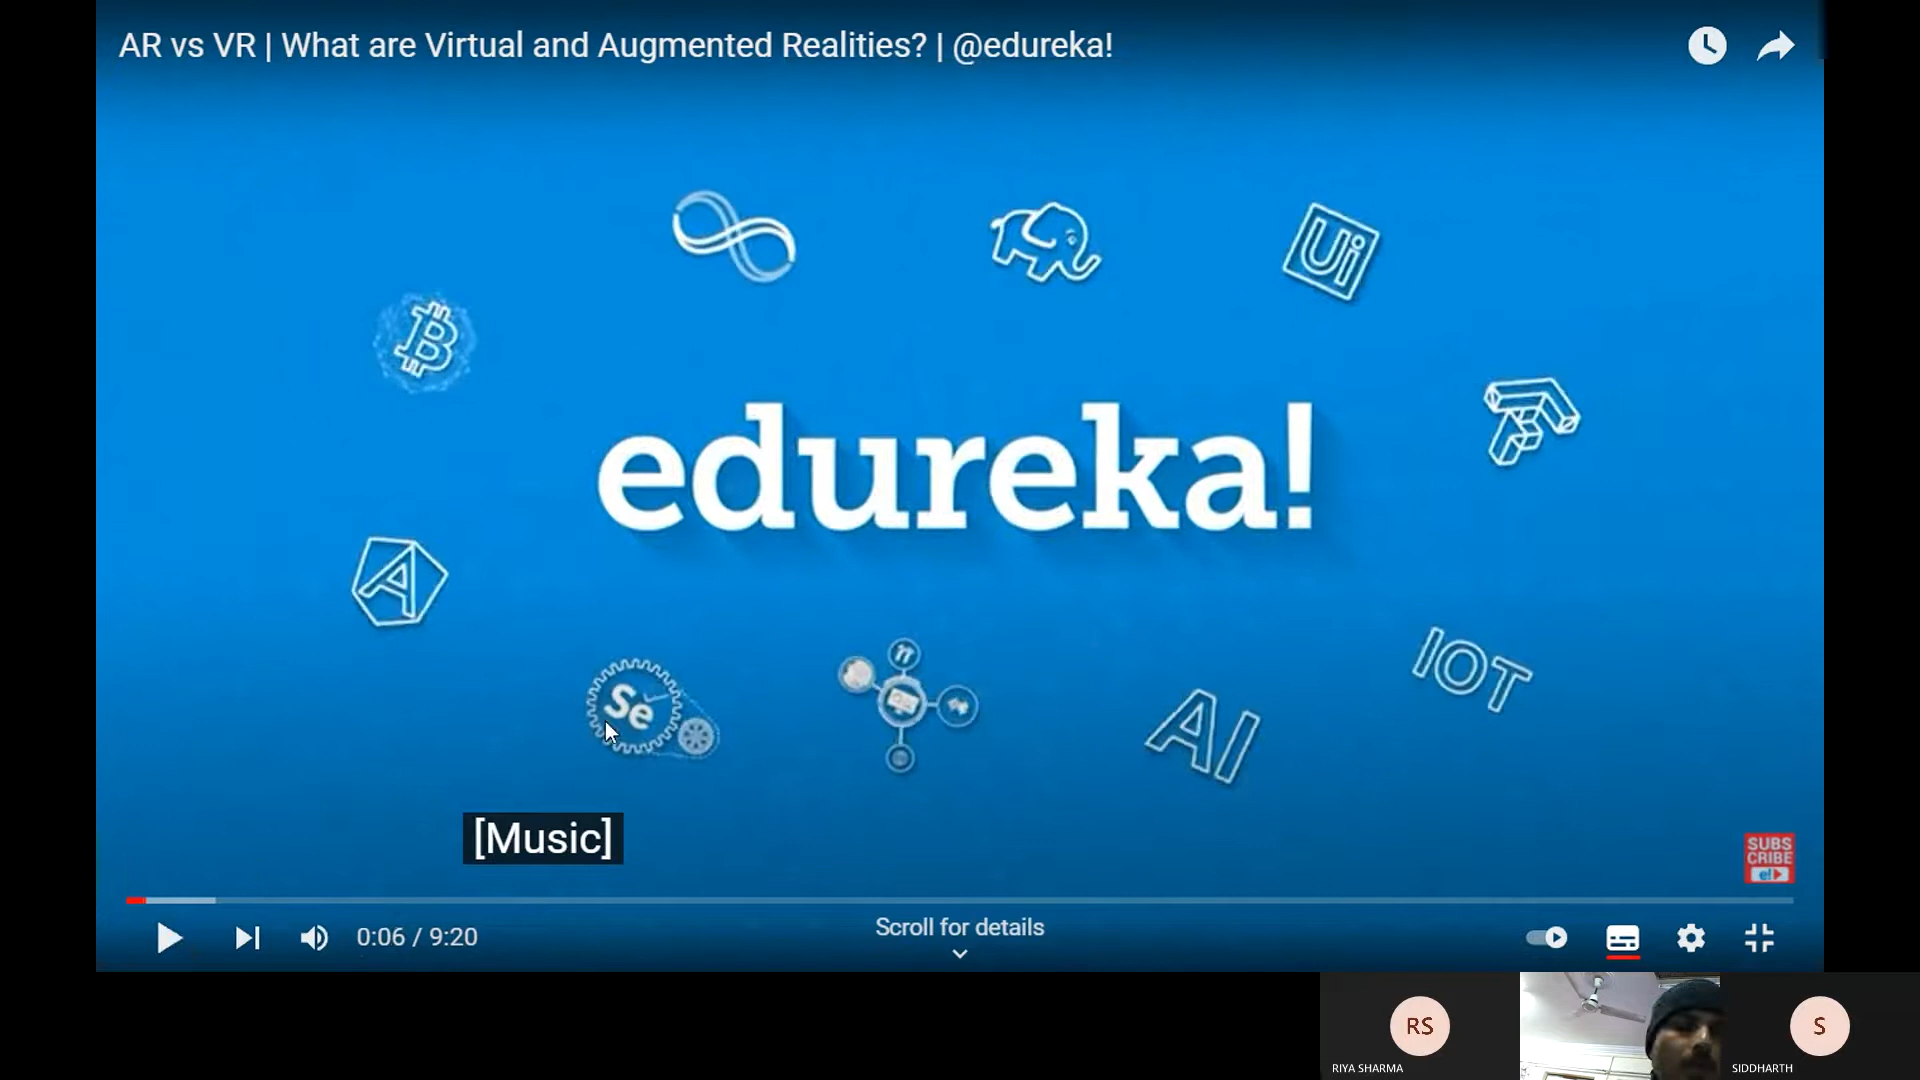 AR vs VR | What are Virtual and Augmented Realities? | @edureka!
Ui
B
edureka!
A
Se
IOT
AI
[Music]
SUBS
CRIBE
e!
0:06 / 9:20
Scroll for details
RS
S
RIYA SHARMA
SIDDHARTH